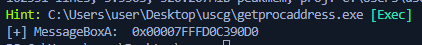 Hint: C:\Users\user\Desktop\uscg\getprocaddress.exe [Exec]
[+] MessageBoxA: 0x00007FFFD0C390D0